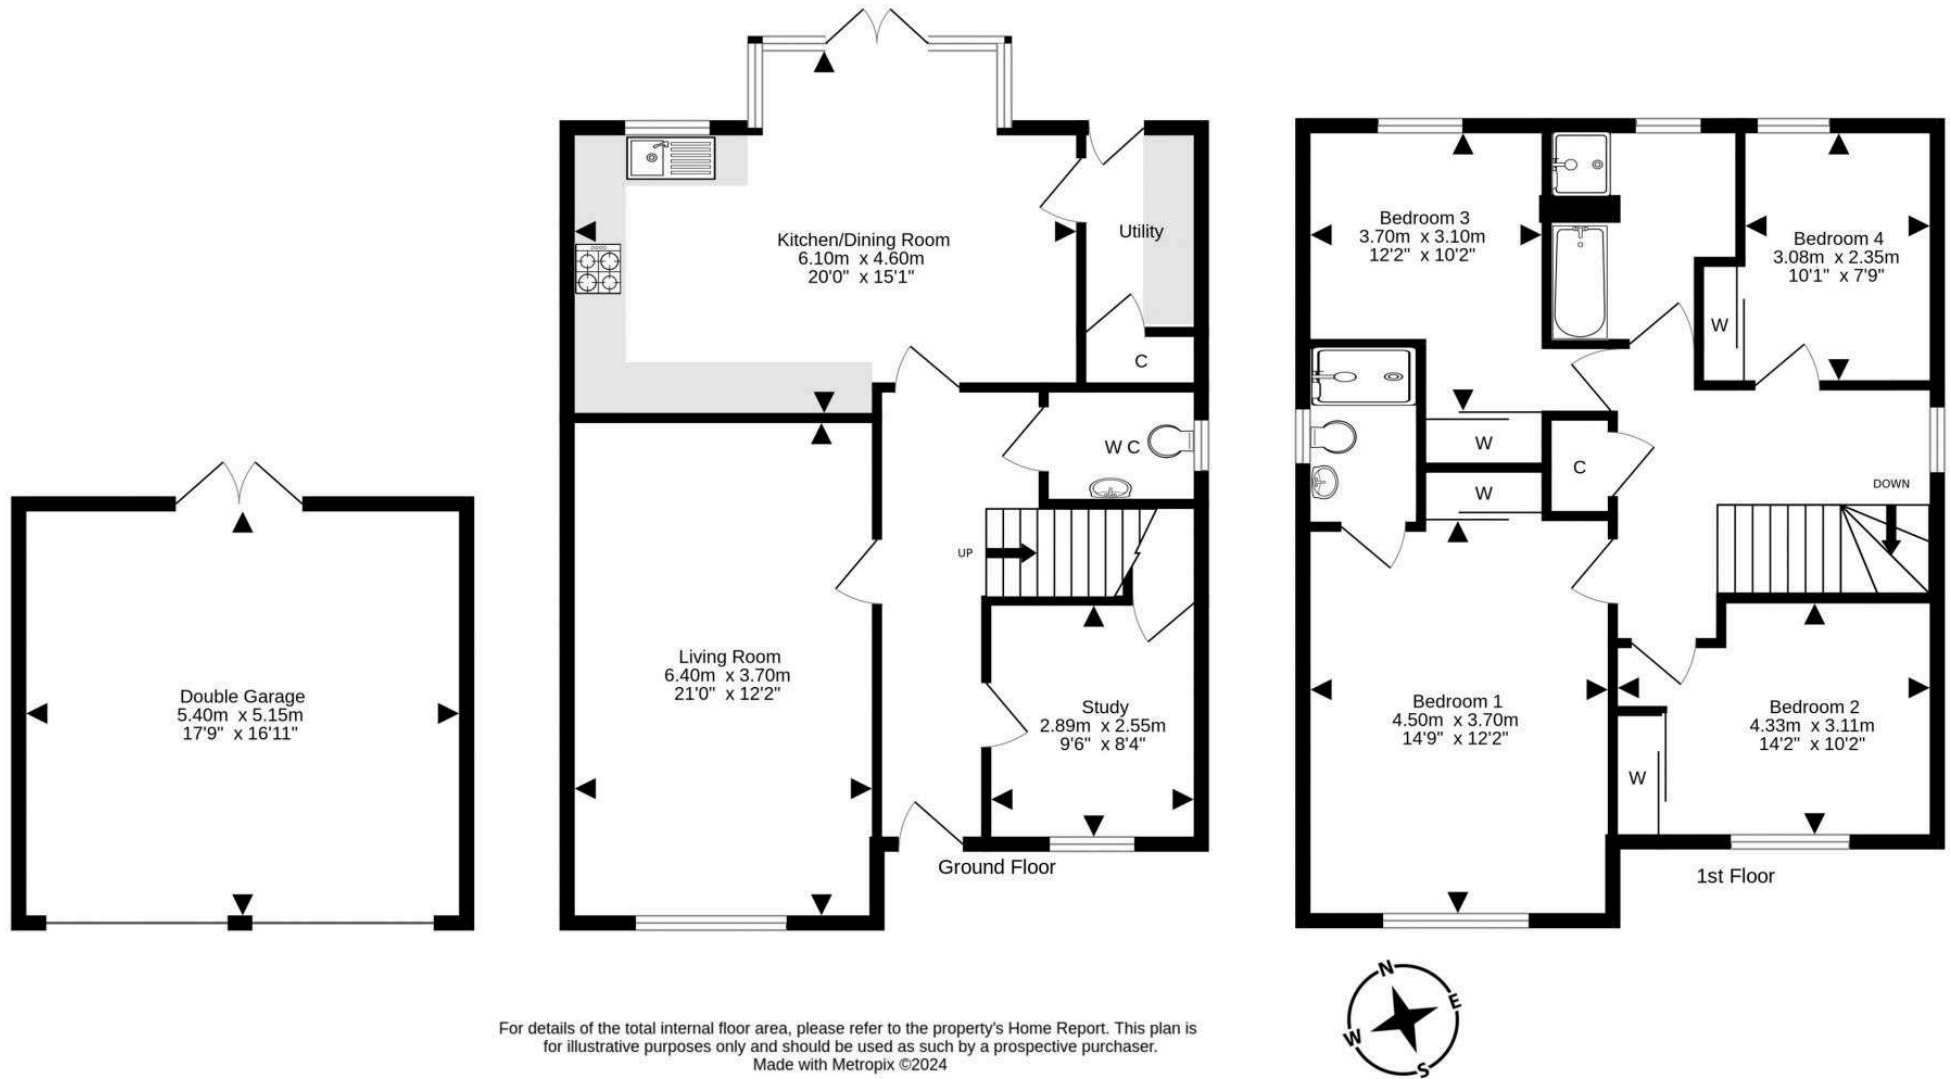 Kitchen/Dining Room
6.10m x 4.60m
20'0" x 15'1"
Utility
C
W C
UP
Living Room
6.40m x 3.70m
21'0" x 12'2"
Study
2.89m x 2.55m
9'6" x 8'4"
Ground Floor
Double Garage
5.40m x 5.15m
17'9" x 16'11"
Bedroom 3
3.70m x 3.10m
12'2" x 10'2"
Bedroom 4
3.08m x 2.35m
10'1" x 7'9"
W
W
W
C
DOWN
Bedroom 1
4.50m x 3.70m
14'9" x 12'2"
Bedroom 2
4.33m x 3.11m
14'2" x 10'2"
W
1st Floor
N
E
W
S
For details of the total internal floor area, please refer to the property's Home Report. This plan is
for illustrative purposes only and should be used as such by a prospective purchaser.
Made with Metropix ©2024